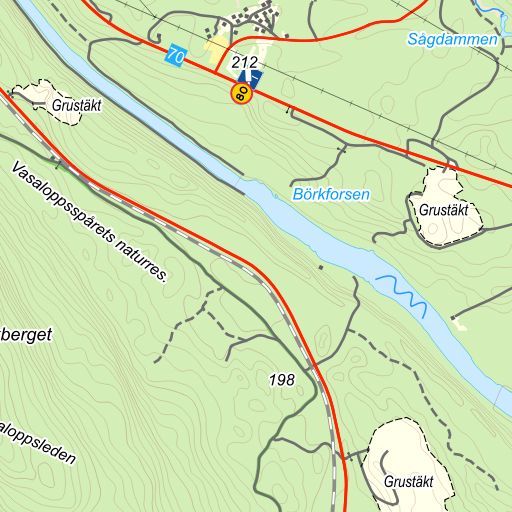 Sågdammen
70
212
80
Grustäkt
Börkforsen
Grustäkt
Vasaloppsspårets naturres.
berget
198
aloppsleden
Grustäkt